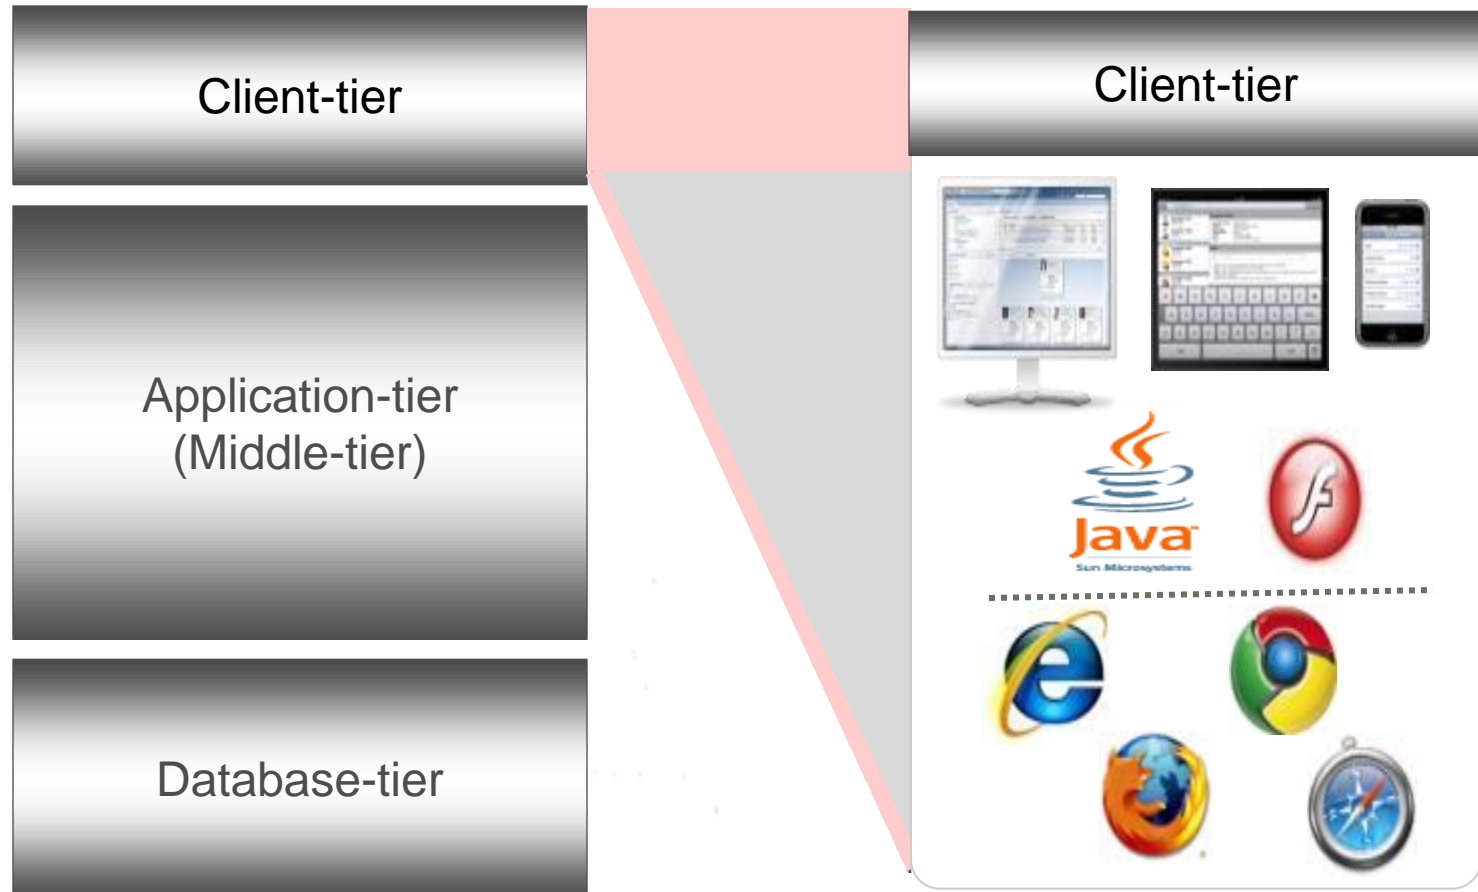 Client-tier
Application-tier
(Middle-tier)
Database-tier
Client-tier
Java
Sun Microsystems